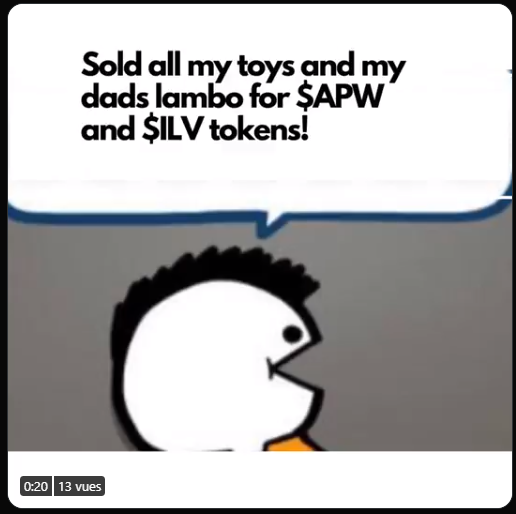 Sold all my toys and my
dads lambo for $APW
and $ILV tokens!
0:20 13 vues